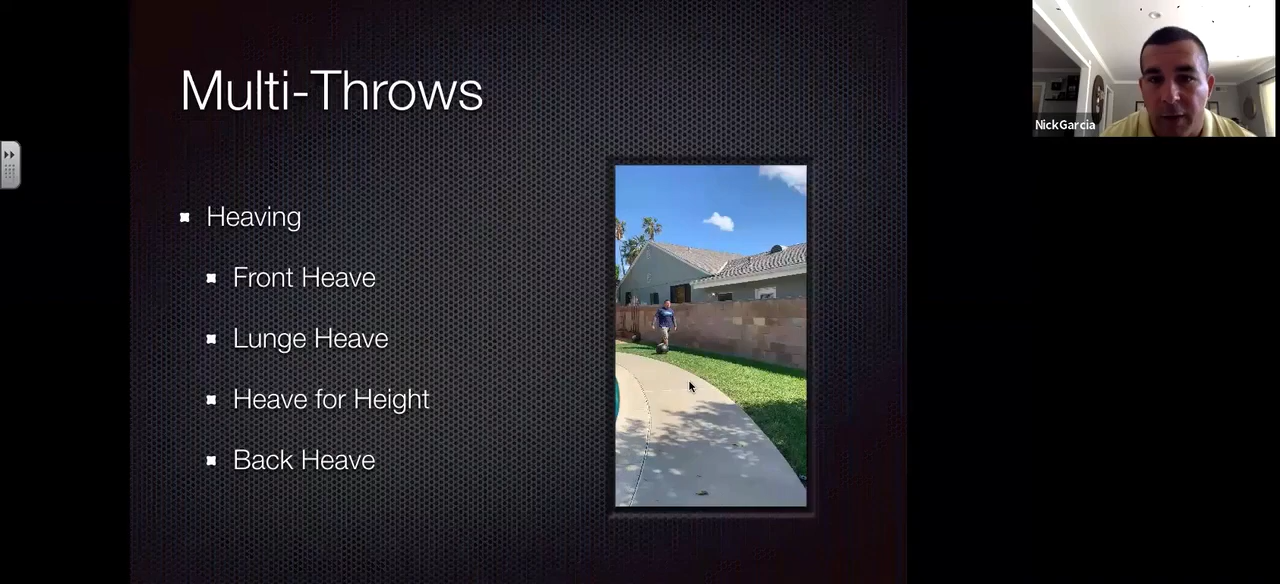 Multi-Throws
Heaving
Front Heave
Lunge Heave
Heave for Height
Back Heave
NickGarcia